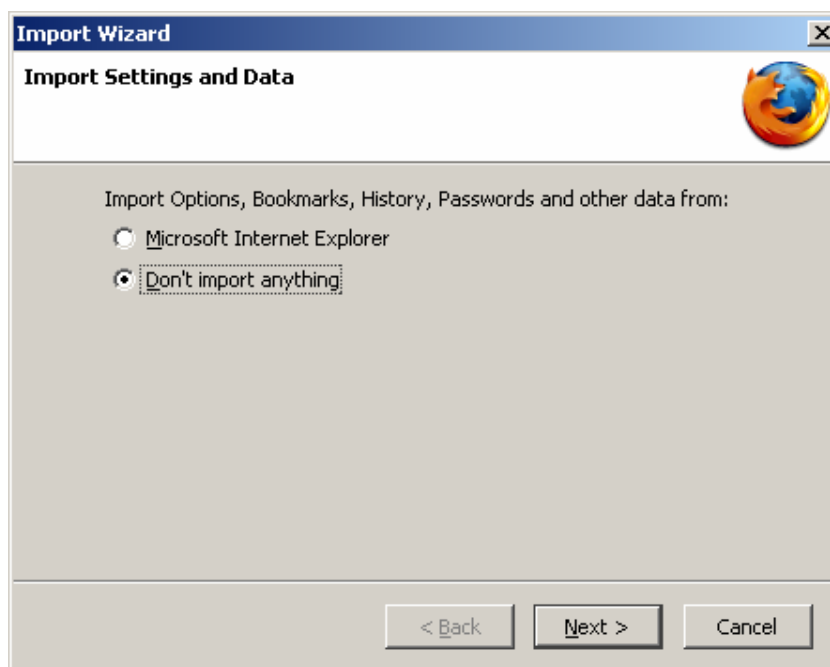 Import Wizard
Import Settings and Data
Import Options, Bookmarks, History, Passwords and other data from:
Microsoft Internet Explorer
Don't import anything
< Back Next > Cancel